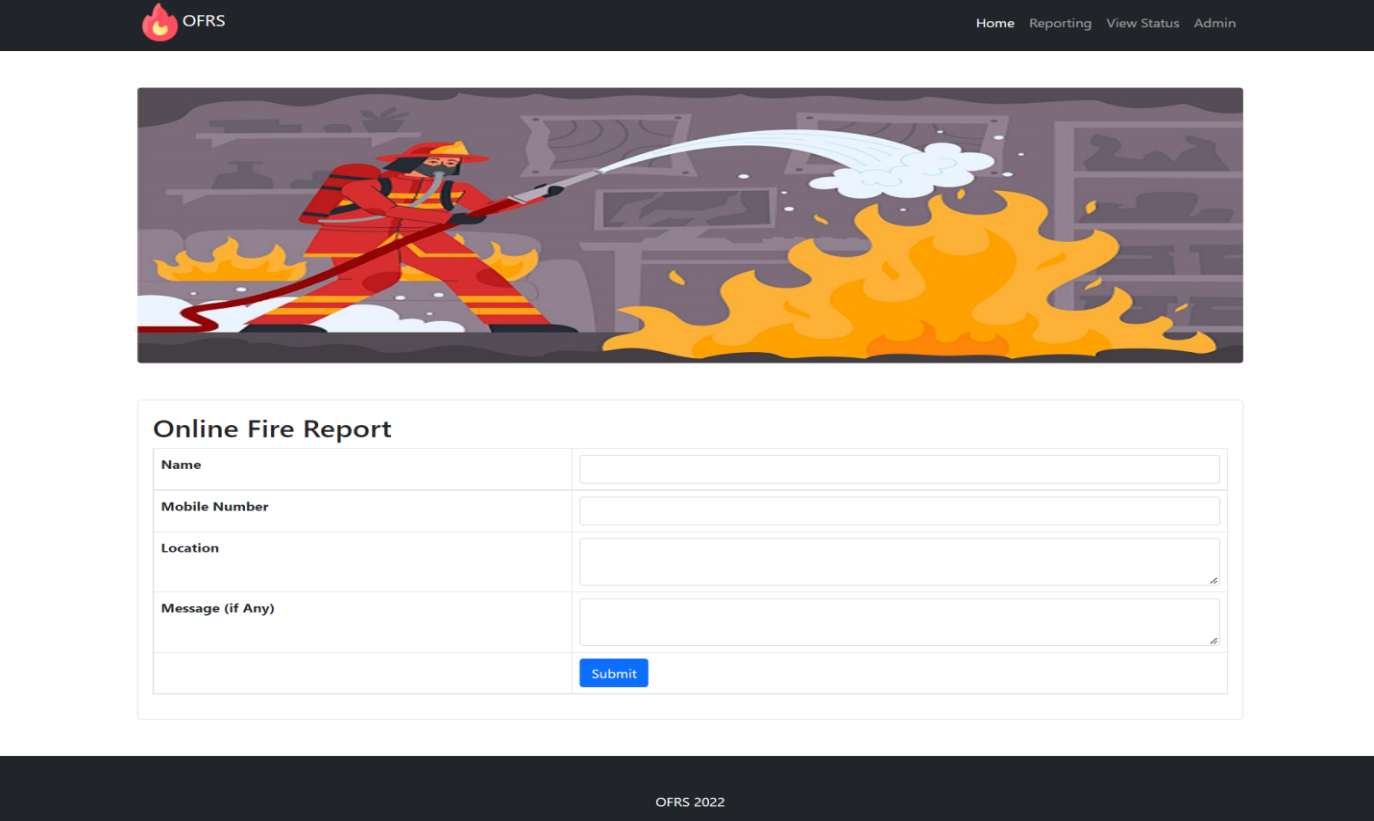 OFRS
Home Reporting View Status Admin
Online Fire Report
Name
Mobile Number
Location
Message (if Any)
Submit
OFRS 2022